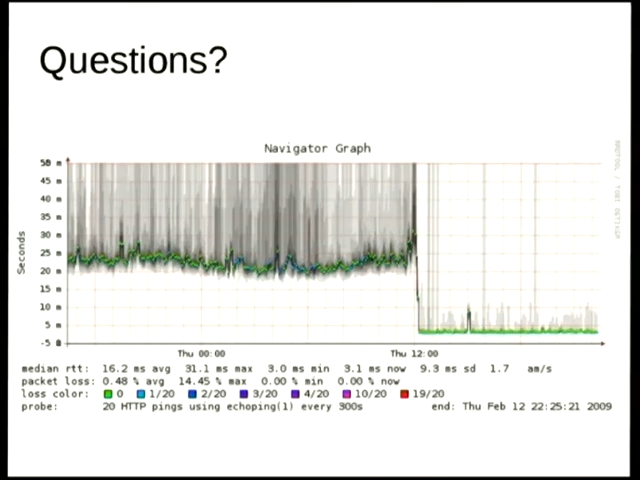 Questions?
Navigator Graph
50 m
45 m
40 m
35 m
30 m
25 m
20 m
15 m
10 m
5 m
Seconds
Thu 00:00 Thu 12:00
median rtt: 16.2 ms avg 31.1 ms max 3.0 ms min 3.1 ms now 9.3 ms sd 1.7 am/s
packet loss: 0.48 % avg 14.45 % max 0.00 % min 0.00 % now
loss color: 0 1/20 2/20 3/20 4/20 10/20 19/20
probe: 20 HTTP pings using echoping(1) every 300s end: Thu Feb 12 22:25:21 2009
RRDTOOL / TOBI OETIKER